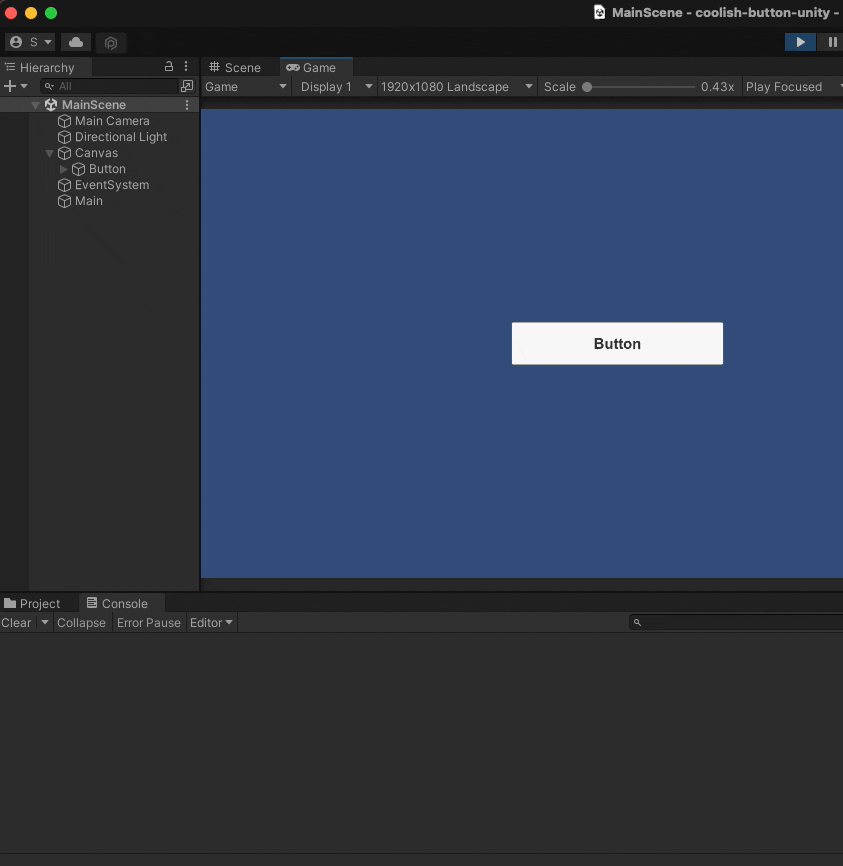 MainScene - coolish-button-unity -
S
Hierarchy
Scene
Game
All
Game
Display 1
1920x1080 Landscape
Scale
0.43x
Play Focused
MainScene
Main Camera
Directional Light
Canvas
Button
EventSystem
Main
Button
Project
Console
Clear
Collapse
Error Pause
Editor